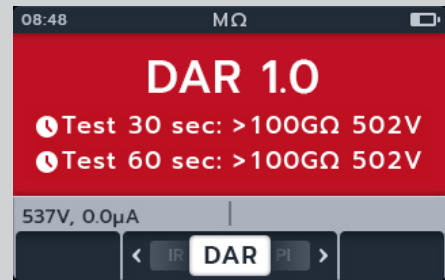 08:48 MΩ
DAR 1.0
Test 30 sec: >100GΩ 502V
Test 60 sec: >100GΩ 502V
537V, 0.0µA
< IR DAR PI >